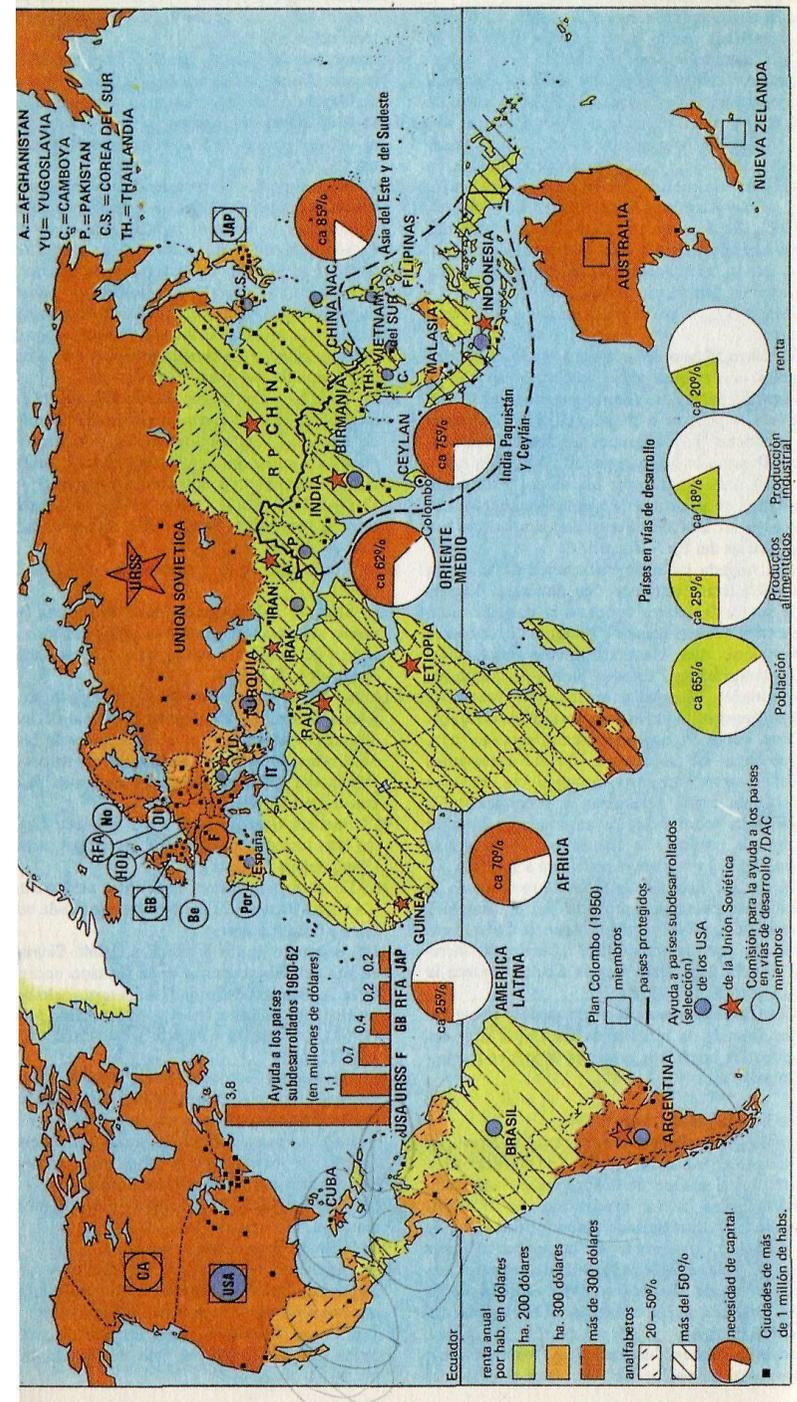 A.=AFGHANISTAN
YU=YUGOSLAVIA
C.=CAMBOYA
P.=PAKISTAN
C.S.=COREA DEL SUR
TH.=THAILANDIA
CA
USA
CUBA
Ayuda a los países
subdesarrollados 1960-62
(en millones de dólares)
3.8
1,1
0,7
0.4
0,2
0.2
USA URSS F GB RFA JAP
RFA
No
HOL
DI
GB
Be
F
Por
España
IT
YU
URSS
UNION SOVIETICA
TURQUIA
IRAK
IRAN
A.
P.
RAU
ETIOPIA
GUINEA
R P CHINA
INDIA
BIRMANIA
TH.
C.
VIETNAM
del SUR
CHINA NAC.
C.S.
JAP
FILIPINAS
MALASIA
INDONESIA
CEYLAN
Colombo
ca 85%
Asia del Este y del Sudeste
ca 75%
India Paquistán
y Ceylán
ca 62%
ORIENTE
MEDIO
ca 70%
AFRICA
ca 25%
AMERICA
LATINA
BRASIL
ARGENTINA
AUSTRALIA
NUEVA ZELANDA
Ecuador
renta anual
por hab. en dólares
ha. 200 dólares
ha. 300 dólares
más de 300 dólares
analfabetos
20–50%
más del 50%
necesidad de capital
Ciudades de más
de 1 millón de habs.
Plan Colombo (1950)
miembros
países protegidos
Ayuda a países subdesarrollados
(selección)
de los USA
de la Unión Soviética
Comisión para la ayuda a los países
en vías de desarrollo /DAC
miembros
Países en vías de desarrollo
ca 65%
Población
ca 25%
Productos
alimenticios
ca 18%
Producción
industrial
ca 20%
renta